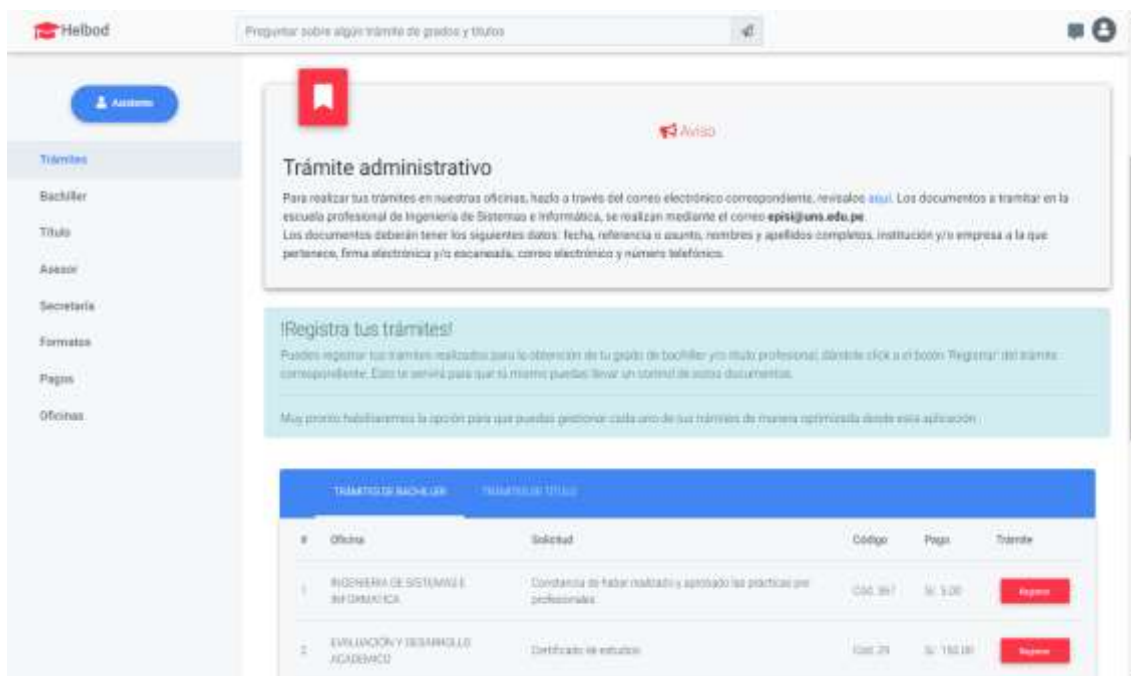 Helbod
Preguntar sobre algún trámite de grados y títulos
Asistente
Trámites
Bachiller
Título
Asesor
Secretaría
Formatos
Pagos
Oficinas
Aviso
Trámite administrativo
Para realizar tus trámites en nuestras oficinas, hazlo a través del correo electrónico correspondiente, revísalos aquí. Los documentos a tramitar en la
escuela profesional de Ingeniería de Sistemas e Informática, se realizan mediante el correo episi@uns.edu.pe
Los documentos deberán tener los siguientes datos: fecha, referencia o asunto, nombres y apellidos completos, institución y/o empresa a la que
pertenece, firma electrónica y/o escaneada, correo electrónico y número telefónico.
!Registra tus trámites!
Puedes registrar tus trámites realizados para la obtención de tu grado de bachiller y/o título profesional, dándole click a el botón 'Registrar' del trámite
correspondiente. Esto te servirá para que tú mismo puedas llevar un control de estos documentos.
Muy pronto habilitaremos la opción para que puedas gestionar cada uno de tus trámites de manera optimizada desde esta aplicación
TRÁMITES DE BACHILLER TRÁMITES DE TÍTULO
# Oficina Solicitud Código Pago Trámite
1 INGENIERIA DE SISTEMAS E INFORMATICA Constancia de haber realizado y aprobado las prácticas pre profesionales Cód. S/. 5.00 Registrar
2 EVALUACIÓN Y DESARROLLO ACADEMICO Certificado de estudios Cód. 29 S/. 150.00 Registrar